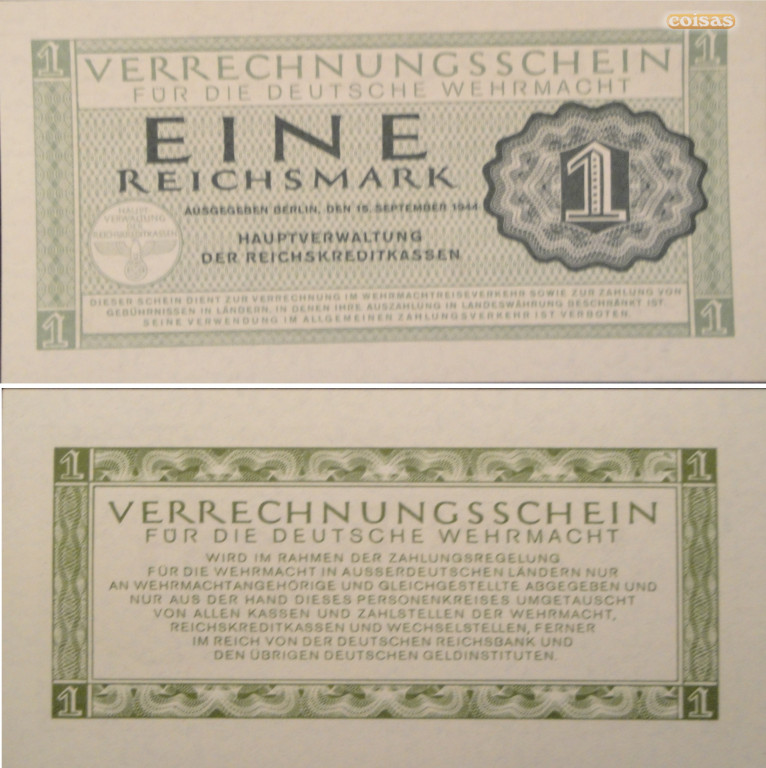 coisas
1 1
VERRECHNUNGSSCHEIN
FÜR DIE DEUTSCHE WEHRMACHT
EINE
REICHSMARK
1
AUSGEGEBEN BERLIN, DEN 15. SEPTEMBER 1944
HAUPT
VERWALTUNG
DER
REICHSKREDITKASSEN
HAUPTVERWALTUNG
DER REICHSKREDITKASSEN
DIESER SCHEIN DIENT ZUR VERRECHNUNG IM WEHRMACHTREISEVERKEHR SOWIE ZUR ZAHLUNG VON
GEBÜHRNISSEN IN LÄNDERN, IN DENEN IHRE AUSZAHLUNG IN LANDESWÄHRUNG BESCHRÄNKT IST.
SEINE VERWENDUNG IM ALLGEMEINEN ZAHLUNGSVERKEHR IST VERBOTEN.
1 1
1 1
VERRECHNUNGSSCHEIN
FÜR DIE DEUTSCHE WEHRMACHT
WIRD IM RAHMEN DER ZAHLUNGSREGELUNG
FÜR DIE WEHRMACHT IN AUSSERDEUTSCHEN LÄNDERN NUR
AN WEHRMACHTANGEHÖRIGE UND GLEICHGESTELLTE ABGEGEBEN UND
NUR AUS DER HAND DIESES PERSONENKREISES UMGETAUSCHT
VON ALLEN KASSEN UND ZAHLSTELLEN DER WEHRMACHT,
REICHSKREDITKASSEN UND WECHSELSTELLEN, FERNER
IM REICH VON DER DEUTSCHEN REICHSBANK UND
DEN ÜBRIGEN DEUTSCHEN GELDINSTITUTEN.
1 1